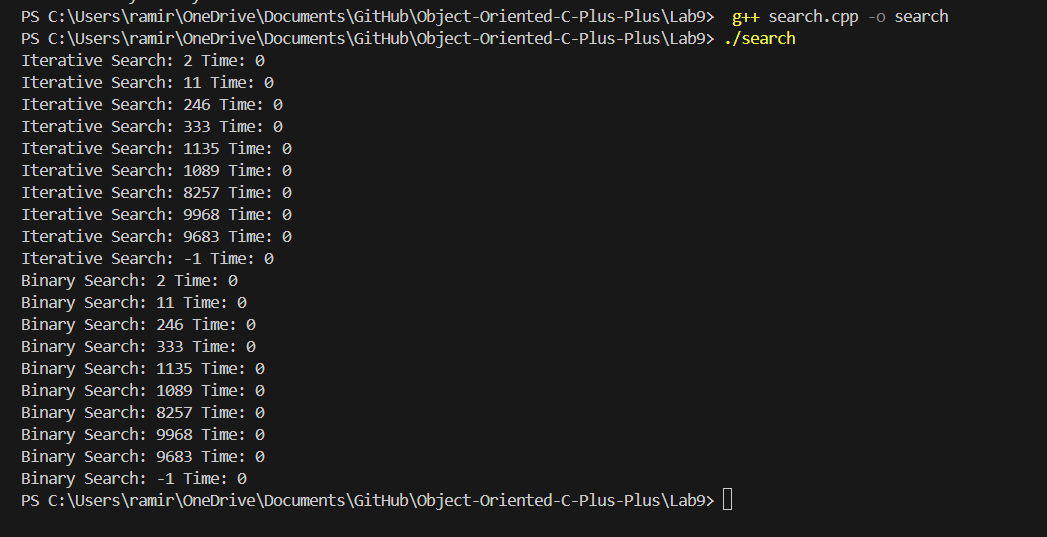 PS C:\Users\ramir\OneDrive\Documents\GitHub\Object-Oriented-C-Plus-Plus\Lab9>  g++ search.cpp -o search
PS C:\Users\ramir\OneDrive\Documents\GitHub\Object-Oriented-C-Plus-Plus\Lab9> ./search
Iterative Search: 2 Time: 0
Iterative Search: 11 Time: 0
Iterative Search: 246 Time: 0
Iterative Search: 333 Time: 0
Iterative Search: 1135 Time: 0
Iterative Search: 1089 Time: 0
Iterative Search: 8257 Time: 0
Iterative Search: 9968 Time: 0
Iterative Search: 9683 Time: 0
Iterative Search: -1 Time: 0
Binary Search: 2 Time: 0
Binary Search: 11 Time: 0
Binary Search: 246 Time: 0
Binary Search: 333 Time: 0
Binary Search: 1135 Time: 0
Binary Search: 1089 Time: 0
Binary Search: 8257 Time: 0
Binary Search: 9968 Time: 0
Binary Search: 9683 Time: 0
Binary Search: -1 Time: 0
PS C:\Users\ramir\OneDrive\Documents\GitHub\Object-Oriented-C-Plus-Plus\Lab9>